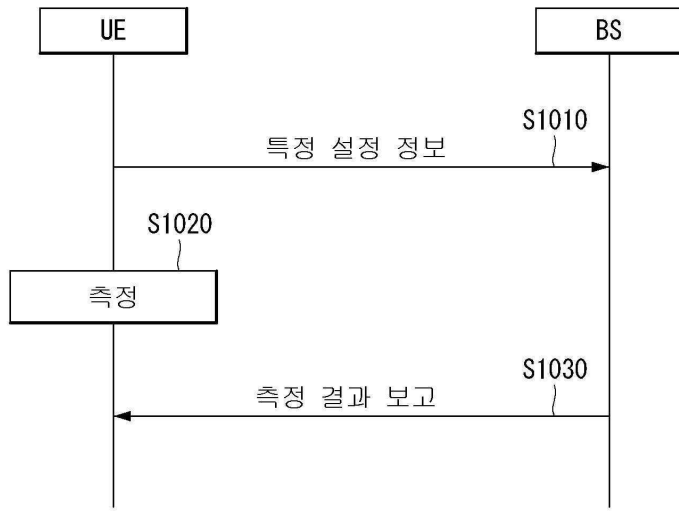 UE
BS
S1010
특정 설정 정보
S1020
측정
S1030
측정 결과 보고